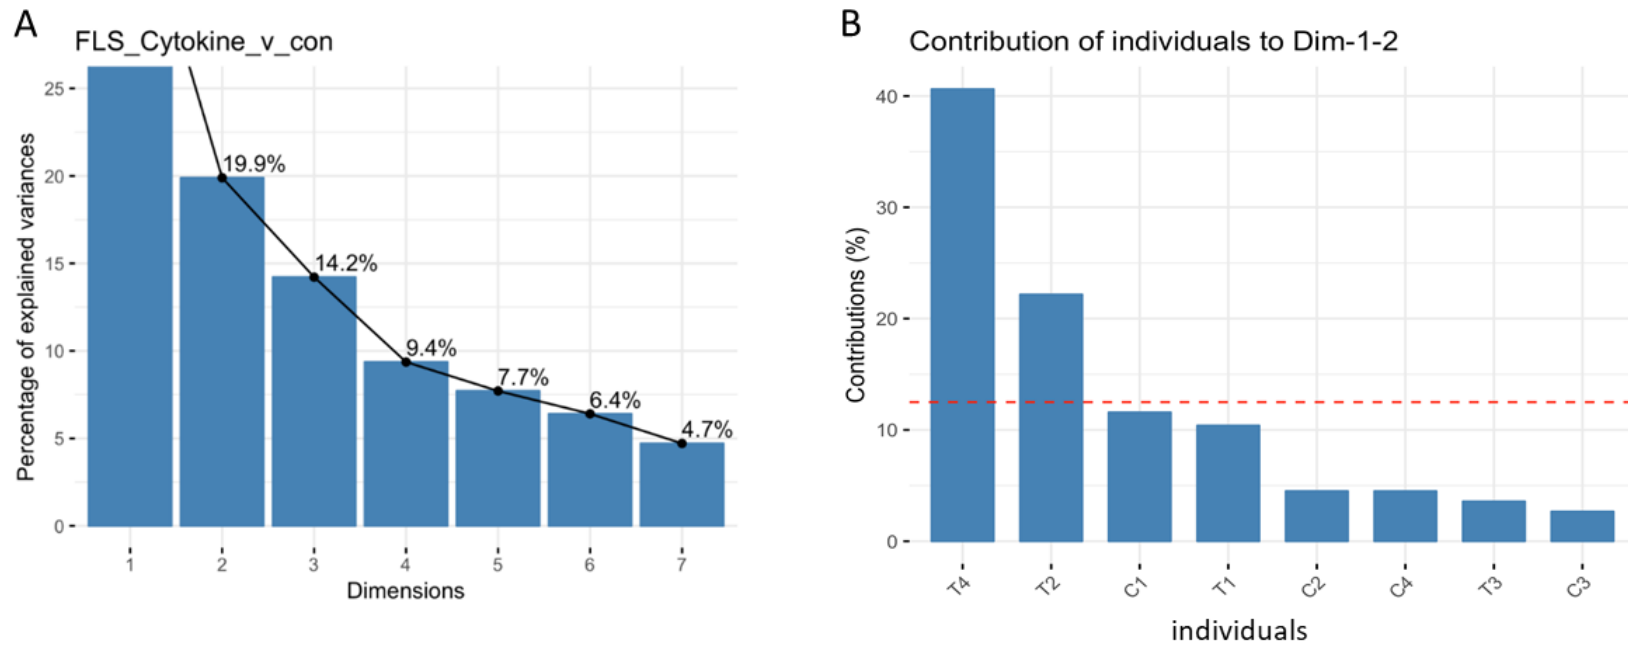 A
FLS_Cytokine_v_con
Percentage of explained variances
25
20
15
10
5
0
19.9%
14.2%
9.4%
7.7%
6.4%
4.7%
1 2 3 4 5 6 7
Dimensions
B
Contribution of individuals to Dim-1-2
Contributions (%)
40
30
20
10
0
T4 T2 C1 T1 C2 C4 T3 C3
individuals